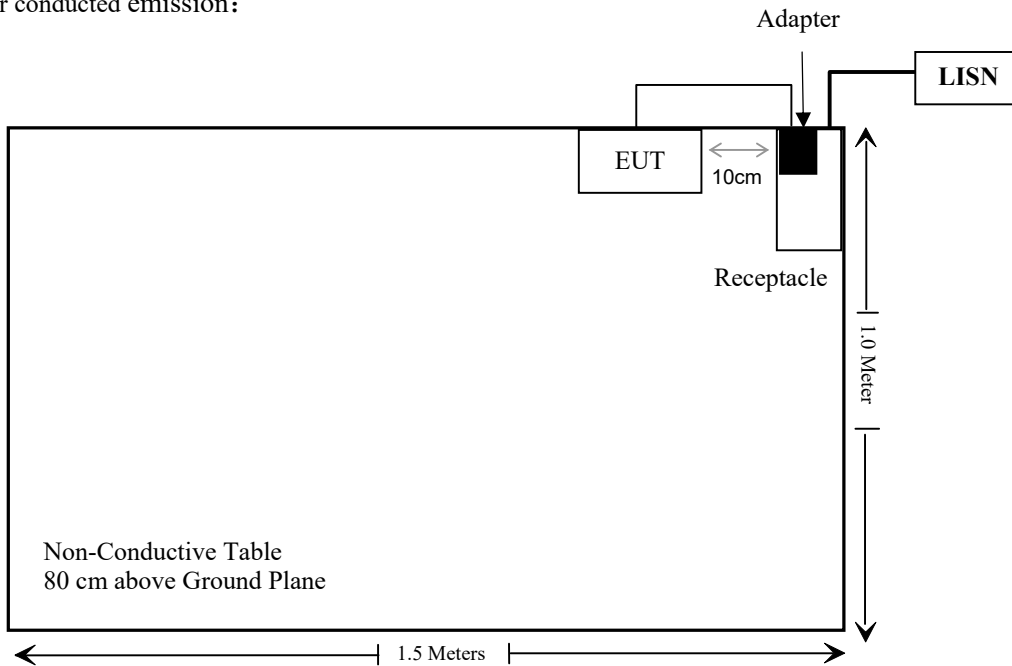 r conducted emission：
Adapter
LISN
EUT
10cm
Receptacle
1.0 Meter
Non-Conductive Table
80 cm above Ground Plane
1.5 Meters